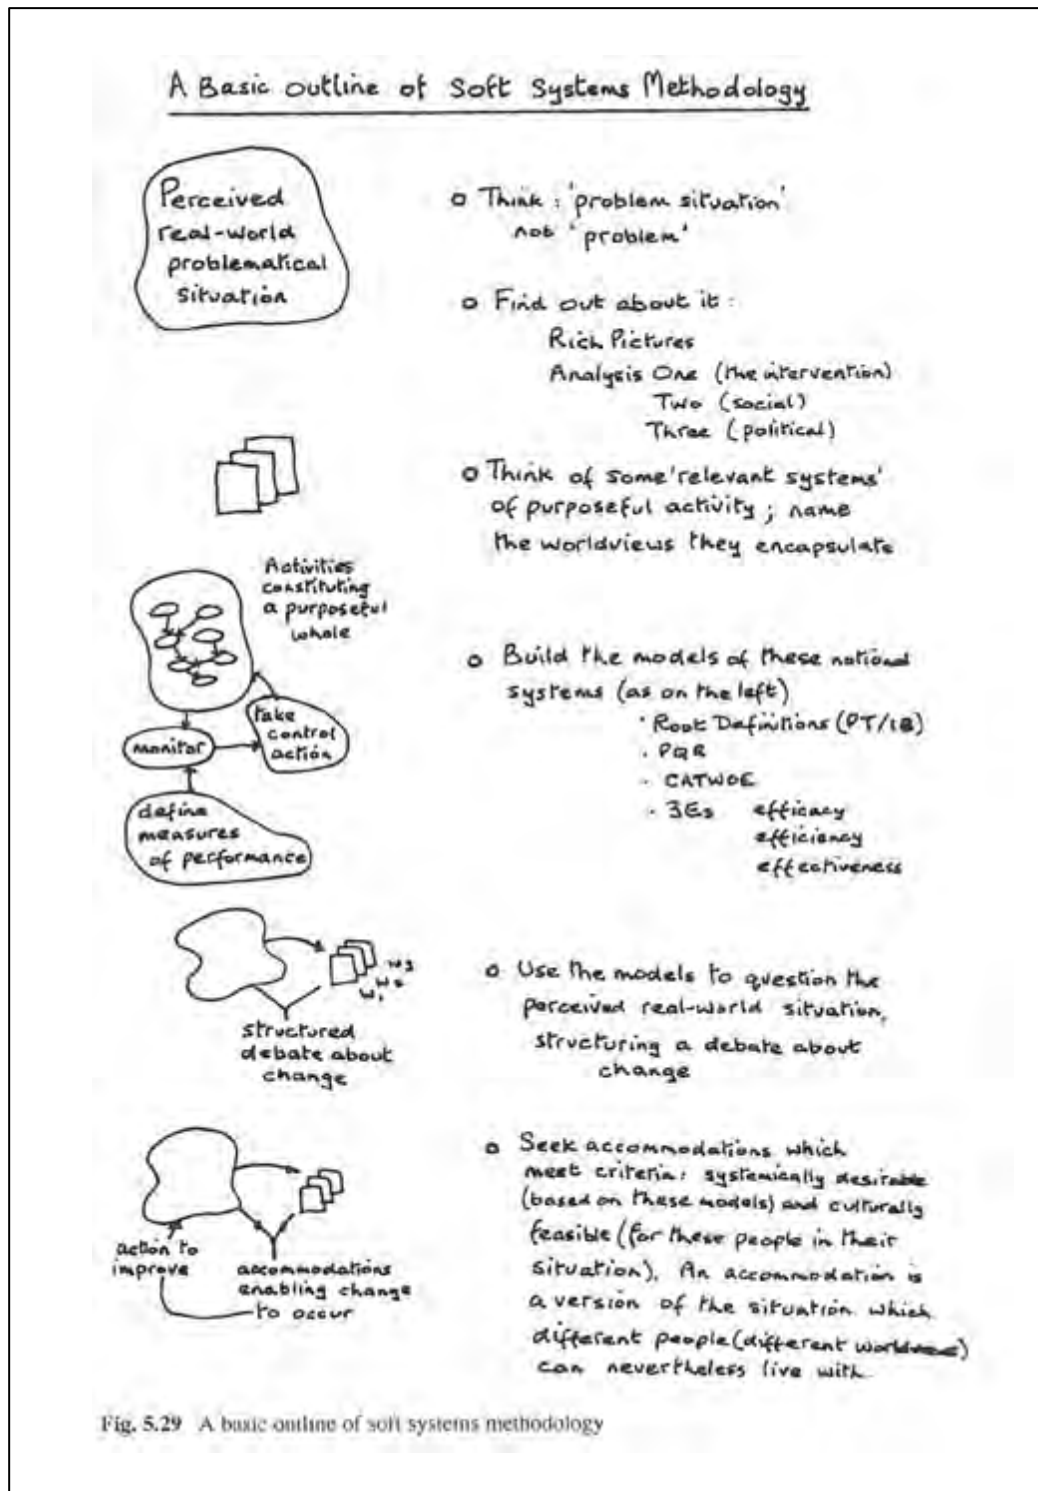 A Basic outline of Soft Systems Methodology
Perceived
real-world
problematical
situation
o Think: 'problem situation'
not 'problem'
o Find out about it:
Rich Pictures
Analysis One (the intervention)
Two (social)
Three (political)
o Think of some 'relevant systems'
of purposeful activity; name
the worldviews they encapsulate
Activities
constituting
a purposeful
whole
take
control
action
monitor
define
measures
of performance
o Build the models of these notional
systems (as on the left)
· Root Definitions (PT/IB)
· PQR
· CATWOE
· 3Es efficacy
efficiency
effectiveness
W3
W2
W1
structured
debate about
change
o Use the models to question the
perceived real-world situation,
structuring a debate about
change
action to
improve
accommodations
enabling change
to occur
o Seek accommodations which
meet criteria: systemically desirable
(based on these models) and culturally
feasible (for these people in their
situation). An accommodation is
a version of the situation which
different people (different
can nevertheless live with
Fig. 5.29 A basic outline of soft systems methodology